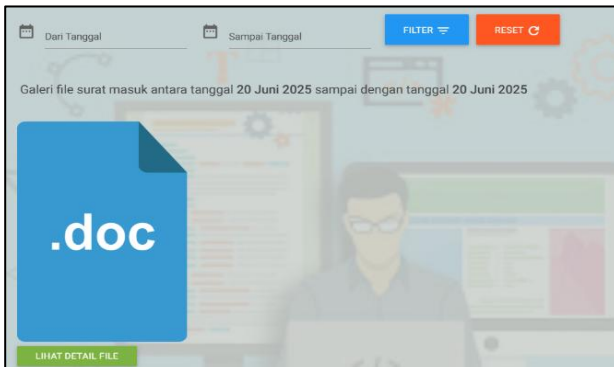 Dari Tanggal
Sampai Tanggal
FILTER
RESET
Galeri file surat masuk antara tanggal 20 Juni 2025 sampai dengan tanggal 20 Juni 2025
.doc
LIHAT DETAIL FILE